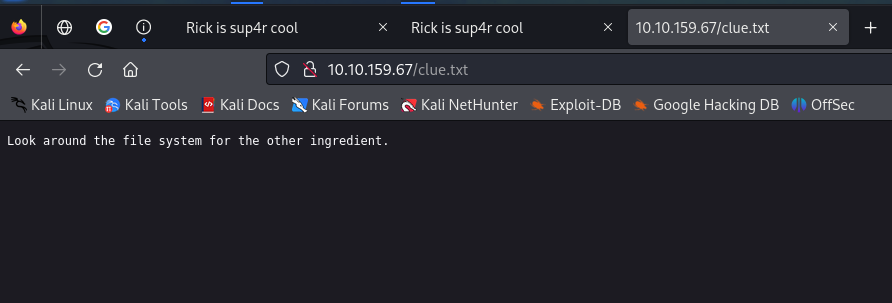 Rick is sup4r cool
Rick is sup4r cool
10.10.159.67/clue.txt
10.10.159.67/clue.txt
Kali Linux Kali Tools Kali Docs Kali Forums Kali NetHunter Exploit-DB Google Hacking DB OffSec
Look around the file system for the other ingredient.